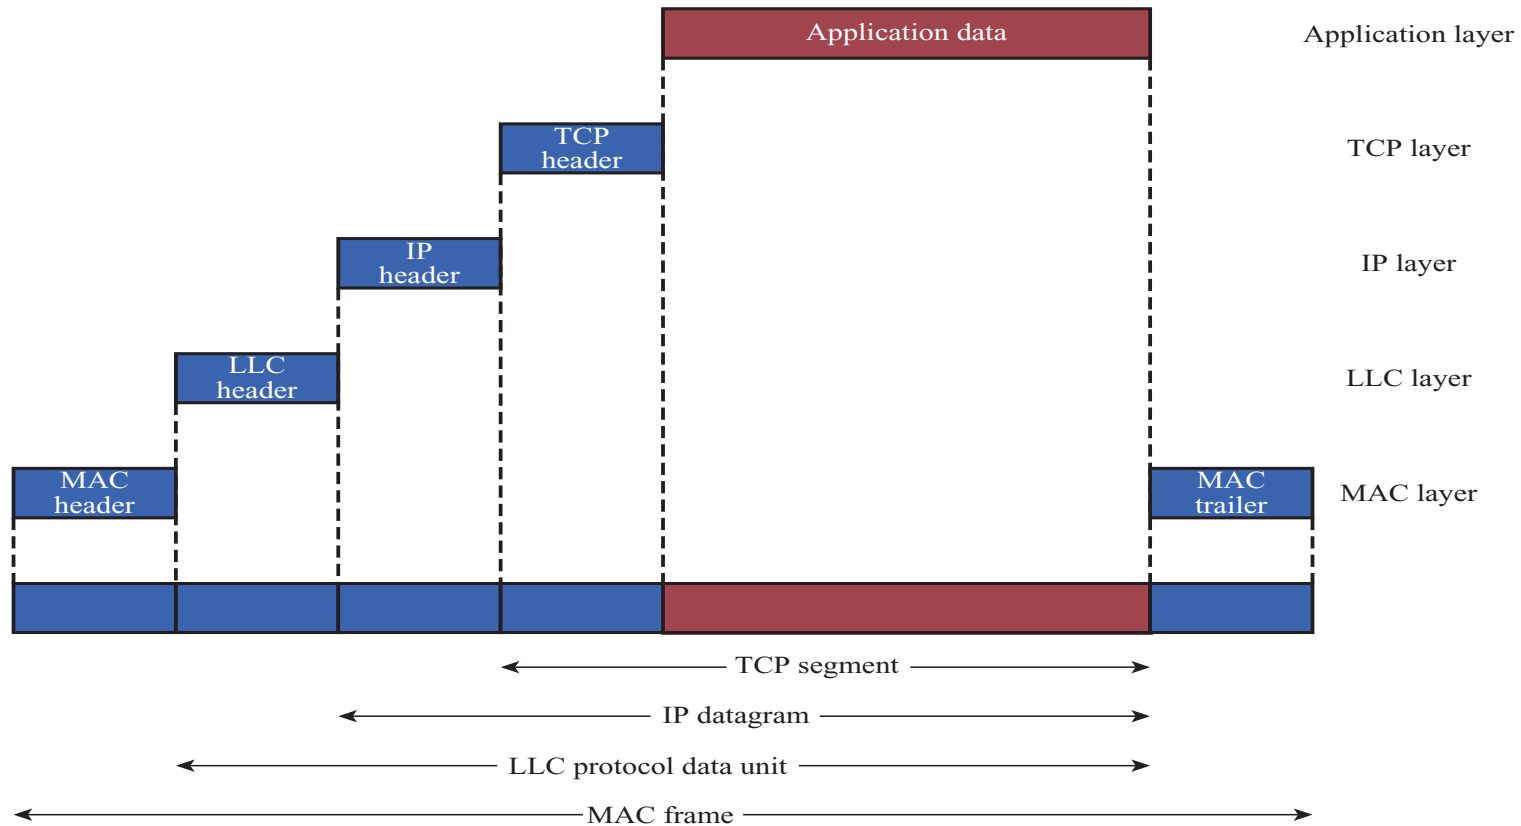 Application data
Application layer
TCP
header
TCP layer
IP
header
IP layer
LLC
header
LLC layer
MAC
header
MAC
trailer
MAC layer
TCP segment
IP datagram
LLC protocol data unit
MAC frame